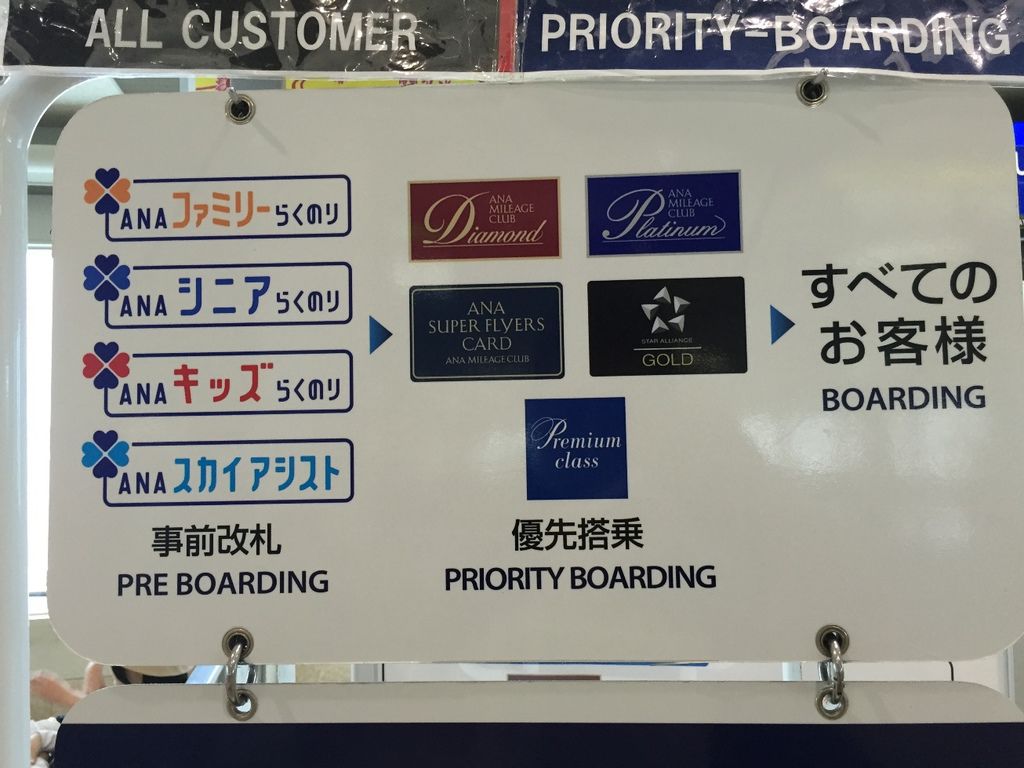 ALL CUSTOMER
PRIORITY-BOARDING
ANA ファミリーらくのり
ANA シニアらくのり
ANA キッズらくのり
ANA スカイアシスト
事前改札
PRE BOARDING
ANA
MILEAGE
CLUB
Diamond
ANA
MILEAGE
CLUB
Platinum
ANA
SUPER FLYERS
CARD
ANA MILEAGE CLUB
STAR ALLIANCE
GOLD
Premium
class
優先搭乗
PRIORITY BOARDING
すべての
お客様
BOARDING